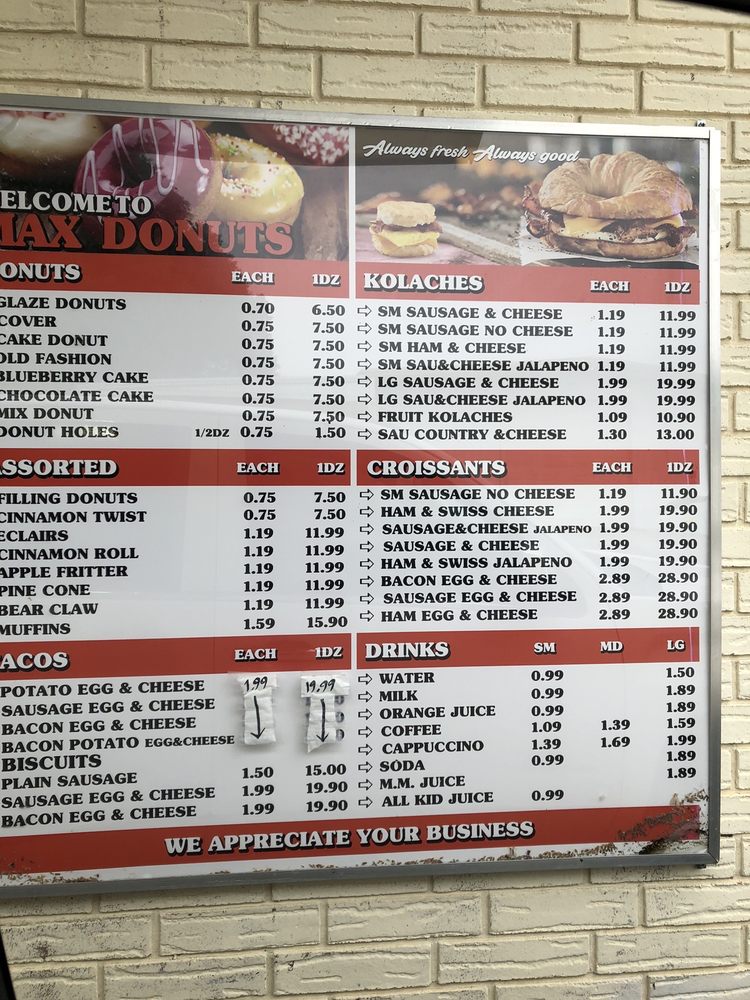 ELCOME TO
MAX DONUTS
ONUTS EACH 1DZ
GLAZE DONUTS 0.70 6.50
COVER 0.75 7.50
CAKE DONUT 0.75 7.50
OLD FASHION 0.75 7.50
BLUEBERRY CAKE 0.75 7.50
CHOCOLATE CAKE 0.75 7.50
MIX DONUT 0.75 7.50
DONUT HOLES 1/2DZ 0.75 1.50
ASSORTED EACH 1DZ
FILLING DONUTS 0.75 7.50
CINNAMON TWIST 0.75 7.50
ECLAIRS 1.19 11.99
CINNAMON ROLL 1.19 11.99
APPLE FRITTER 1.19 11.99
PINE CONE 1.19 11.99
BEAR CLAW 1.19 11.99
MUFFINS 1.59 15.90
ACOS EACH 1DZ
POTATO EGG & CHEESE 1.99 19.99
SAUSAGE EGG & CHEESE
BACON EGG & CHEESE
BACON POTATO EGG&CHEESE
BISCUITS
PLAIN SAUSAGE 1.50 15.00
SAUSAGE EGG & CHEESE 1.99 19.90
BACON EGG & CHEESE 1.99 19.90
Always fresh Always good
KOLACHES EACH 1DZ
⇨ SM SAUSAGE & CHEESE 1.19 11.99
⇨ SM SAUSAGE NO CHEESE 1.19 11.99
⇨ SM HAM & CHEESE 1.19 11.99
⇨ SM SAU&CHEESE JALAPENO 1.19 11.99
⇨ LG SAUSAGE & CHEESE 1.99 19.99
⇨ LG SAU&CHEESE JALAPENO 1.99 19.99
⇨ FRUIT KOLACHES 1.09 10.90
⇨ SAU COUNTRY &CHEESE 1.30 13.00
CROISSANTS EACH 1DZ
⇨ SM SAUSAGE NO CHEESE 1.19 11.90
⇨ HAM & SWISS CHEESE 1.99 19.90
⇨ SAUSAGE&CHEESE JALAPENO 1.99 19.90
⇨ SAUSAGE & CHEESE 1.99 19.90
⇨ HAM & SWISS JALAPENO 1.99 19.90
⇨ BACON EGG & CHEESE 2.89 28.90
⇨ SAUSAGE EGG & CHEESE 2.89 28.90
⇨ HAM EGG & CHEESE 2.89 28.90
DRINKS SM MD LG
⇨ WATER 0.99 1.50
⇨ MILK 0.99 1.89
⇨ ORANGE JUICE 0.99 1.89
⇨ COFFEE 1.09 1.39 1.59
⇨ CAPPUCCINO 1.39 1.69 1.99
⇨ SODA 0.99 1.89
⇨ M.M. JUICE 1.89
⇨ ALL KID JUICE 0.99
WE APPRECIATE YOUR BUSINESS